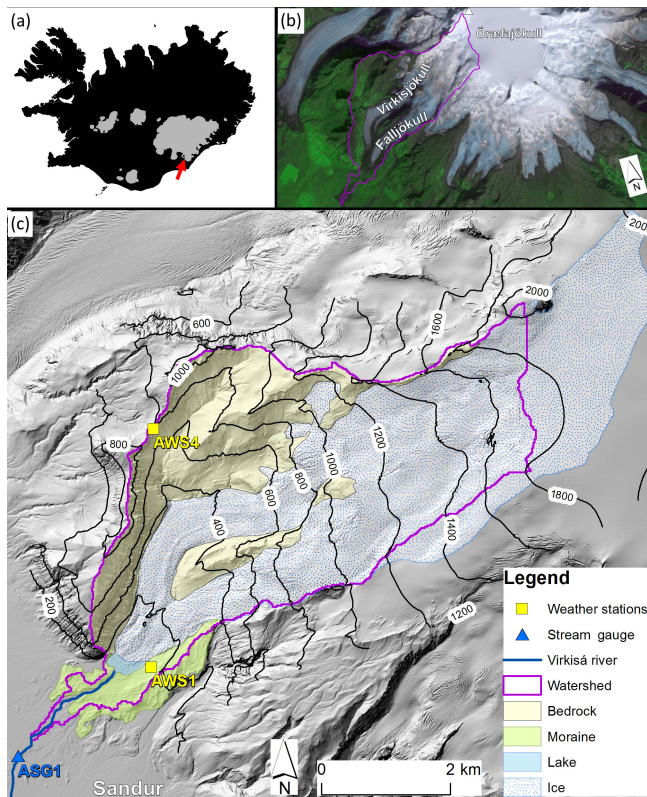 (a)
(b)
Öræfajökull
Virkisjökull
Falljökull
N
(c)
200
2000
600
1600
1000
AWS4
800
1200
1000
800
600
400
1800
1400
1200
200
AWS1
ASG1
Sandur
N
0
2 km
Legend
Weather stations
Stream gauge
Virkisá river
Watershed
Bedrock
Moraine
Lake
Ice